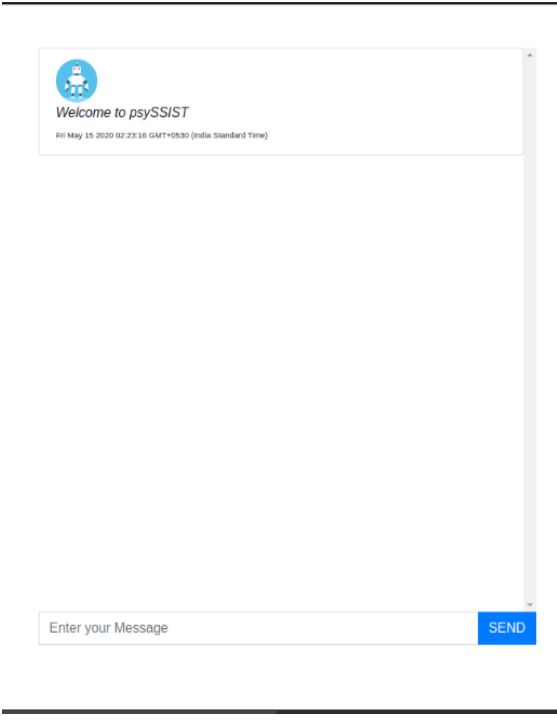 Welcome to psySSIST
Fri May 15 2020 02:23:16 GMT+0530 (India Standard Time)
Enter your Message
SEND